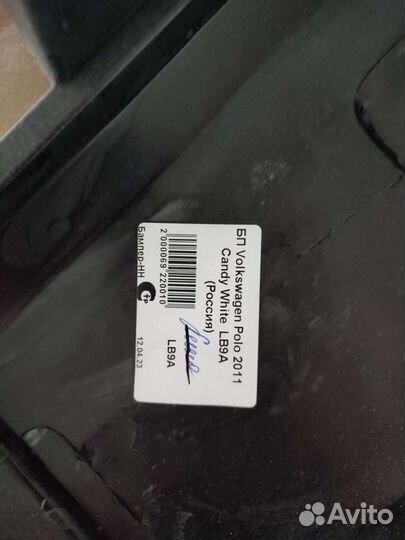 БП Volkswagen Polo 2011
Candy White LB9A
(Россия)
2 000069 220010
LB9A
Бампер-НН
12.04.23
Avito